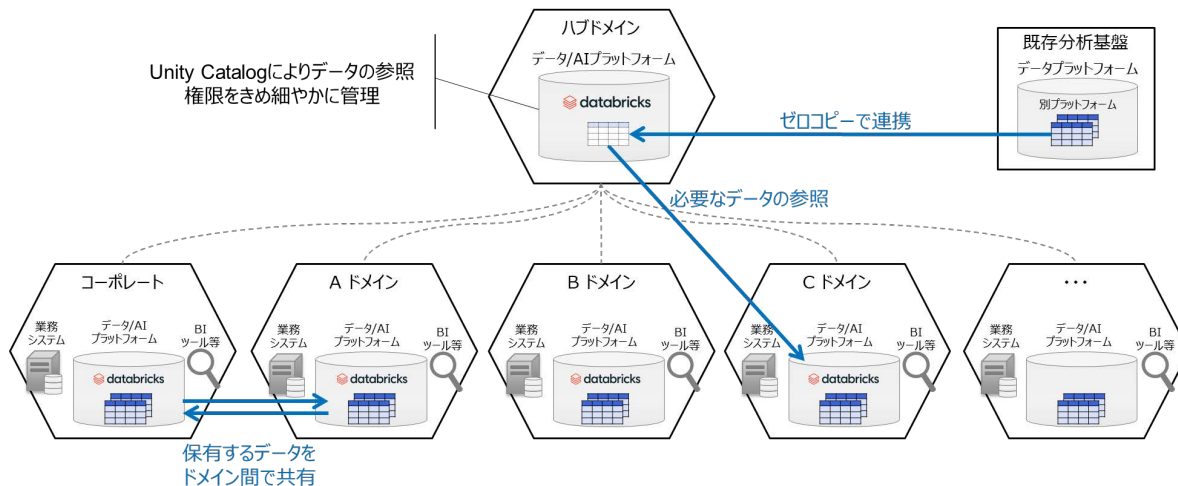 ハブドメイン
データ/AIプラットフォーム
databricks
Unity Catalogによりデータの参照
権限をきめ細やかに管理
既存分析基盤
データプラットフォーム
別プラットフォーム
ゼロコピーで連携
必要なデータの参照
コーポレート
業務
システム
データ/AI
プラットフォーム
BI
ツール等
databricks
A ドメイン
業務
システム
データ/AI
プラットフォーム
BI
ツール等
databricks
B ドメイン
業務
システム
データ/AI
プラットフォーム
BI
ツール等
databricks
C ドメイン
業務
システム
データ/AI
プラットフォーム
BI
ツール等
databricks
・・・
業務
システム
データ/AI
プラットフォーム
BI
ツール等
保有するデータを
ドメイン間で共有